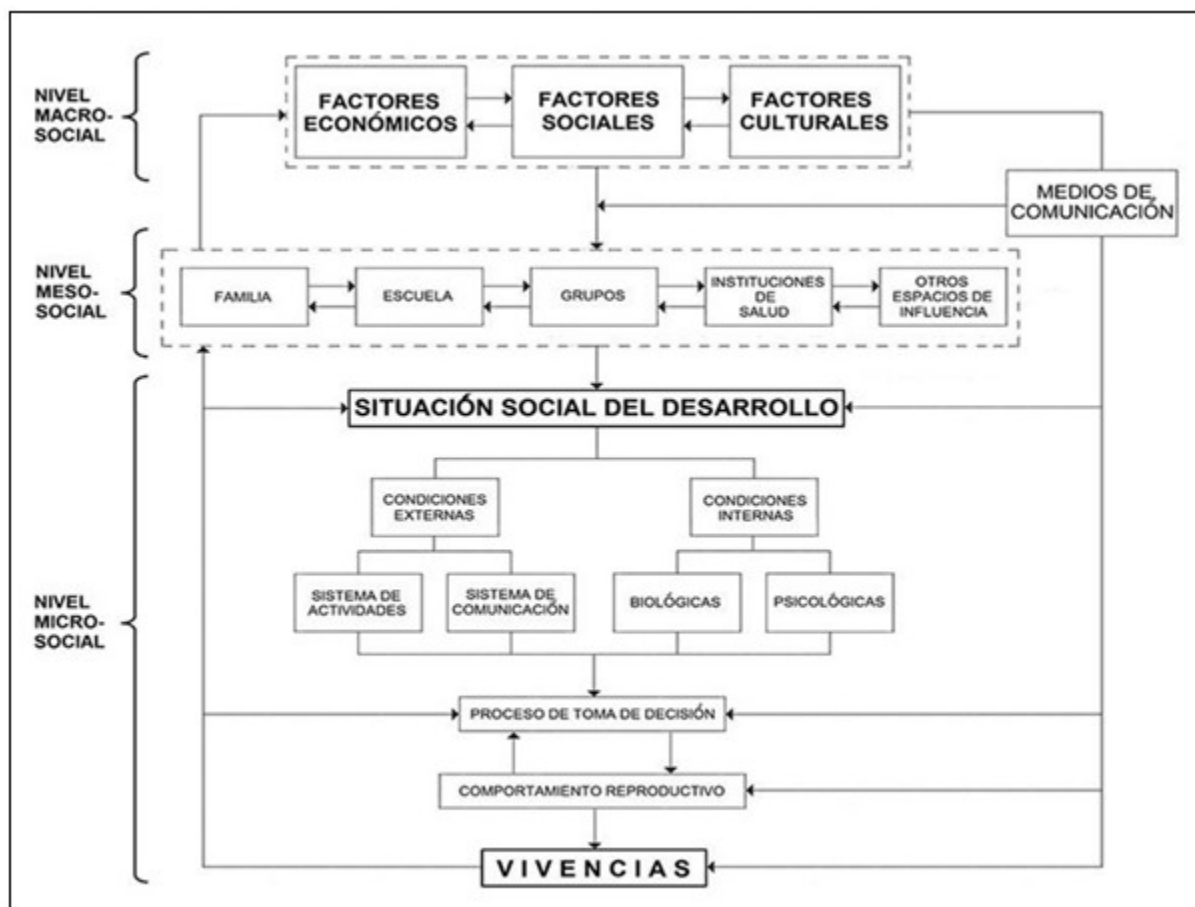 NIVEL
MACRO-
SOCIAL
FACTORES
ECONÓMICOS
FACTORES
SOCIALES
FACTORES
CULTURALES
MEDIOS DE
COMUNICACIÓN
NIVEL
MESO-
SOCIAL
FAMILIA
ESCUELA
GRUPOS
INSTITUCIONES
DE
SALUD
OTROS
ESPACIOS DE
INFLUENCIA
NIVEL
MICRO-
SOCIAL
SITUACIÓN SOCIAL DEL DESARROLLO
CONDICIONES
EXTERNAS
CONDICIONES
INTERNAS
SISTEMA DE
ACTIVIDADES
SISTEMA DE
COMUNICACIÓN
BIOLÓGICAS
PSICOLÓGICAS
PROCESO DE TOMA DE DECISIÓN
COMPORTAMIENTO REPRODUCTIVO
VIVENCIAS